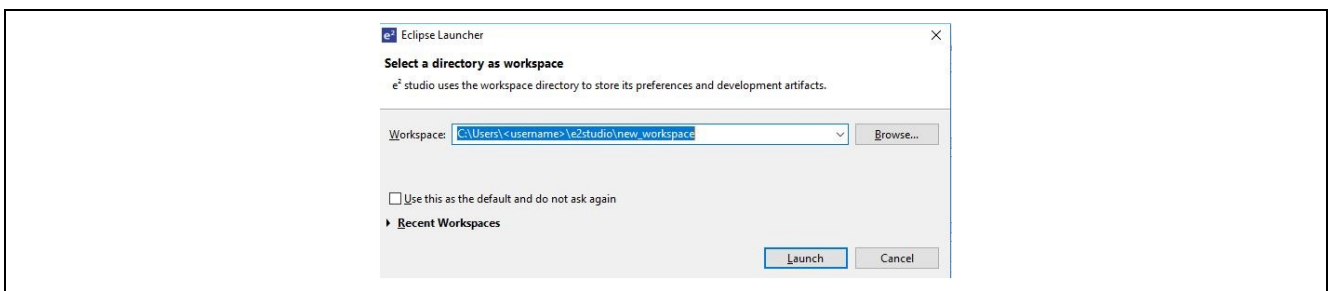 e² Eclipse Launcher
Select a directory as workspace
e² studio uses the workspace directory to store its preferences and development artifacts.
Workspace: C:\Users\<username>\e2studio\new_workspace Browse...
Use this as the default and do not ask again
Recent Workspaces
Launch Cancel